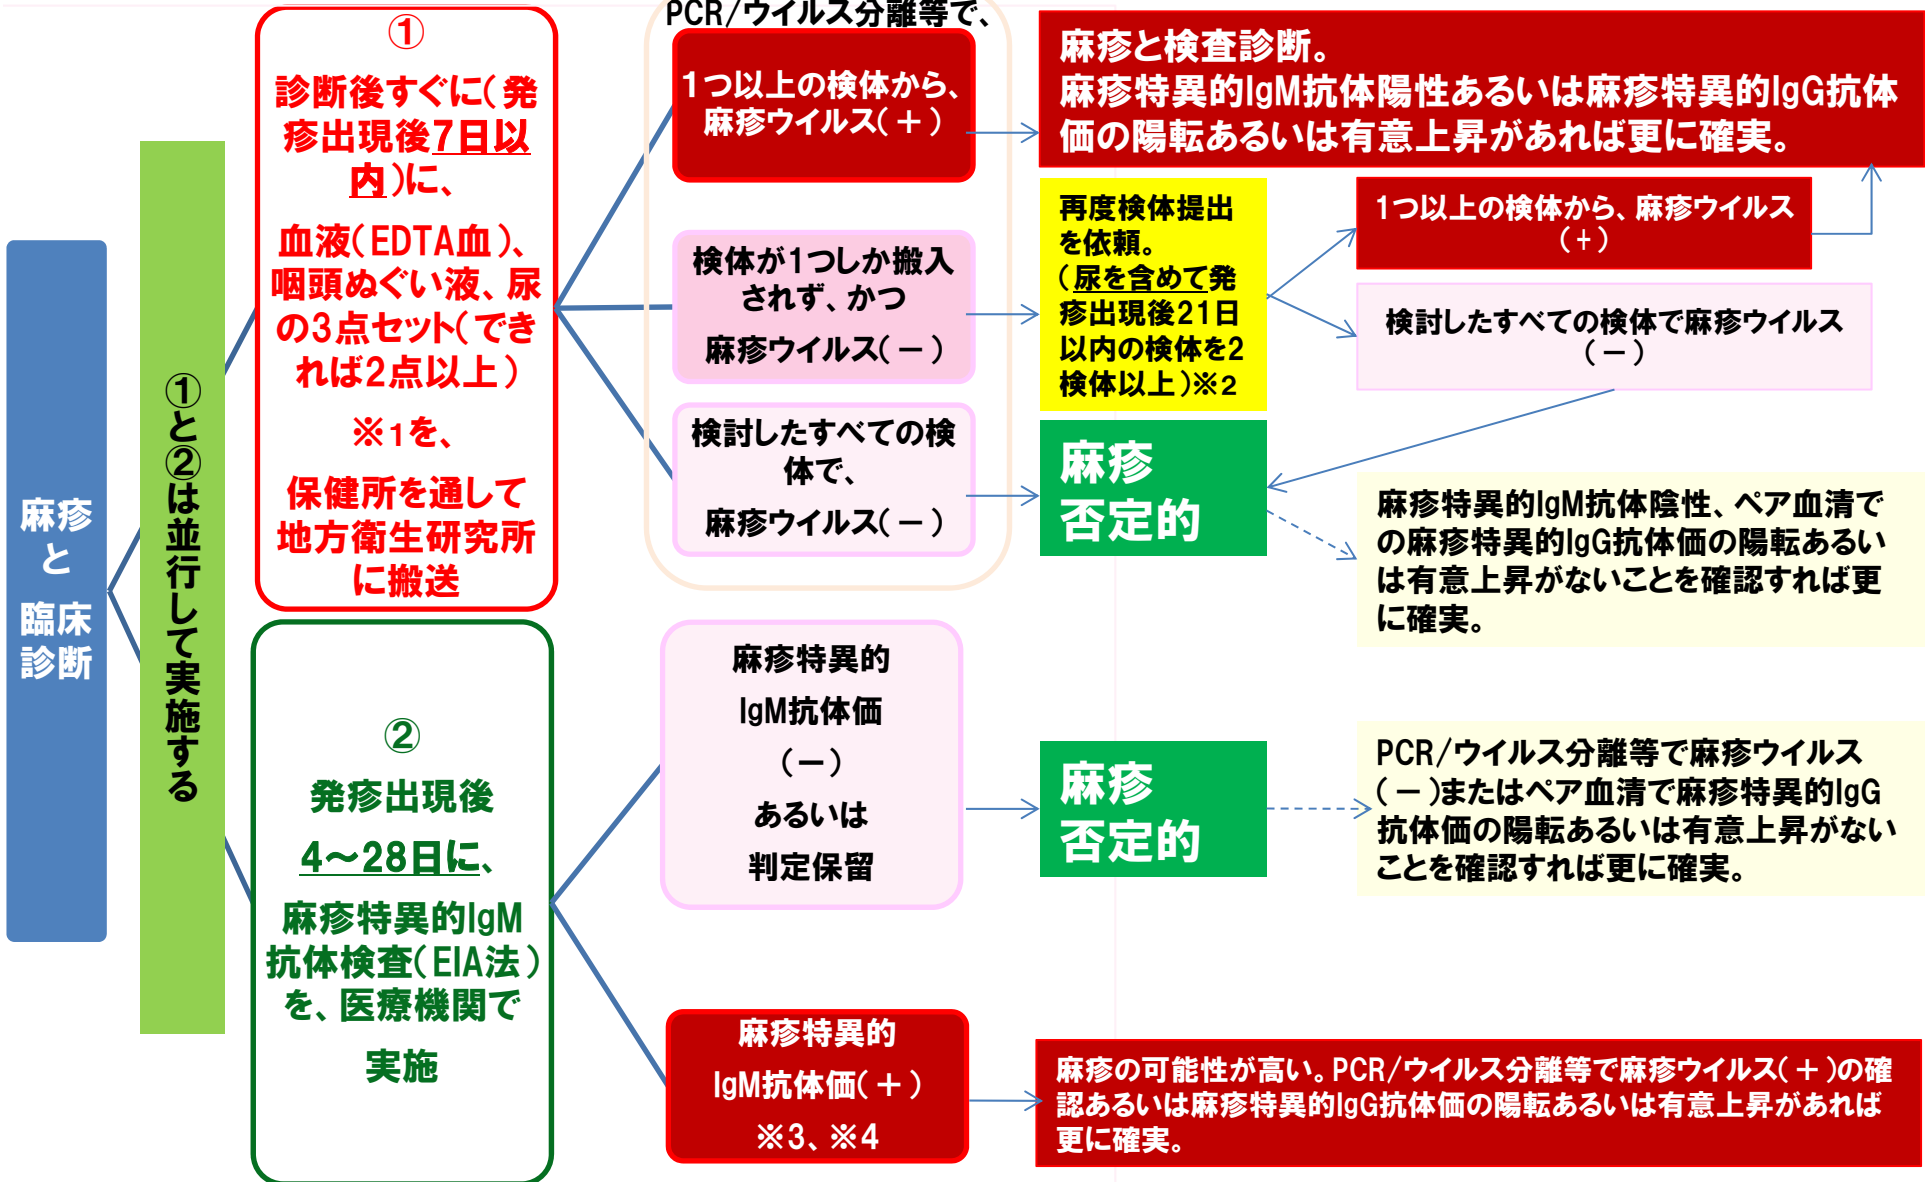 麻疹
と
臨床
診断
①と②は並行して実施する
①
診断後すぐに(発
疹出現後7日以
内)に、
血液(EDTA血)、
咽頭ぬぐい液、尿
の3点セット(でき
れば2点以上)
※1を、
保健所を通して
地方衛生研究所
に搬送
②
発疹出現後
4～28日に、
麻疹特異的IgM
抗体検査(EIA法)
を、医療機関で
実施
PCR/ウイルス分離等で、
1つ以上の検体から、
麻疹ウイルス(＋)
検体が1つしか搬入
されず、かつ
麻疹ウイルス(－)
検討したすべての検
体で、
麻疹ウイルス(－)
麻疹と検査診断。
麻疹特異的IgM抗体陽性あるいは麻疹特異的IgG抗体
価の陽転あるいは有意上昇があれば更に確実。
再度検体提出
を依頼。
(尿を含めて発
疹出現後21日
以内の検体を2
検体以上)※2
1つ以上の検体から、麻疹ウイルス
(＋)
検討したすべての検体で麻疹ウイルス
(－)
麻疹
否定的
麻疹特異的IgM抗体陰性、ペア血清で
の麻疹特異的IgG抗体価の陽転あるい
は有意上昇がないことを確認すれば更
に確実。
麻疹特異的
IgM抗体価
(－)
あるいは
判定保留
麻疹
否定的
PCR/ウイルス分離等で麻疹ウイルス
(－)またはペア血清で麻疹特異的IgG
抗体価の陽転あるいは有意上昇がない
ことを確認すれば更に確実。
麻疹特異的
IgM抗体価(＋)
※3、※4
麻疹の可能性が高い。PCR/ウイルス分離等で麻疹ウイルス(＋)の確
認あるいは麻疹特異的IgG抗体価の陽転あるいは有意上昇があれば
更に確実。